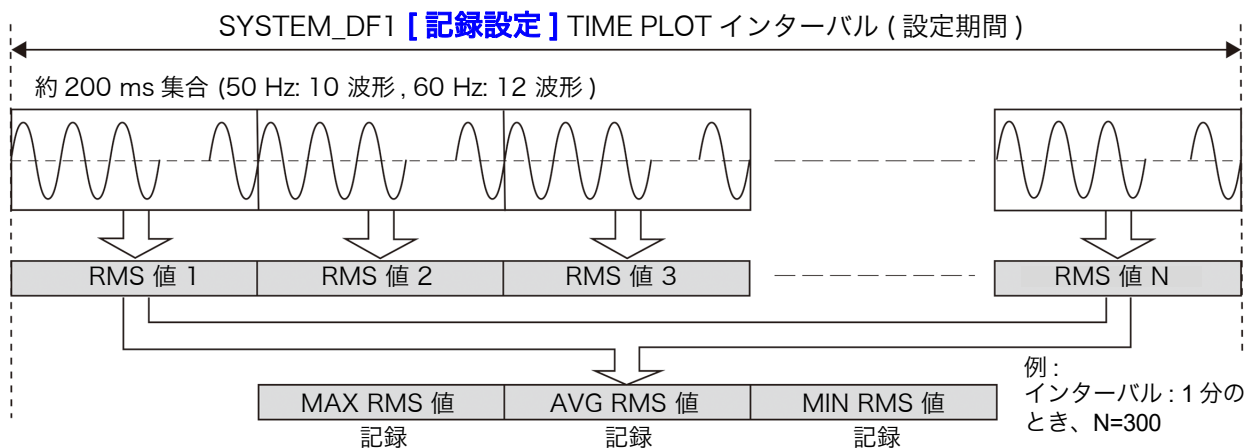 SYSTEM_DF1 [ 記録設定 ] TIME PLOT インターバル ( 設定期間 )
約 200 ms 集合 (50 Hz: 10 波形 , 60 Hz: 12 波形 )
RMS 値 1 RMS 値 2 RMS 値 3 RMS 値 N
MAX RMS 値 AVG RMS 値 MIN RMS 値
記録 記録 記録
例 :
インターバル : 1 分の
とき、N=300